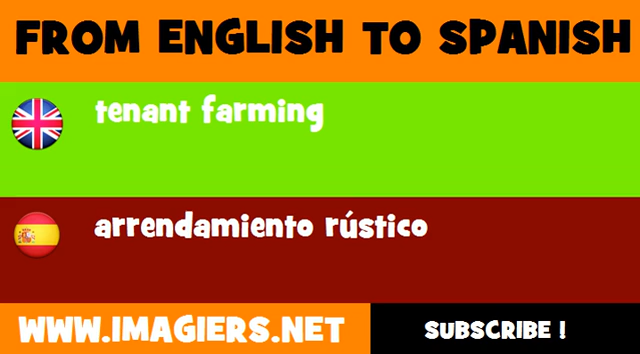 FROM ENGLISH TO SPANISH
tenant farming
arrendamiento rústico
WWW.IMAGIERS.NET
SUBSCRIBE !